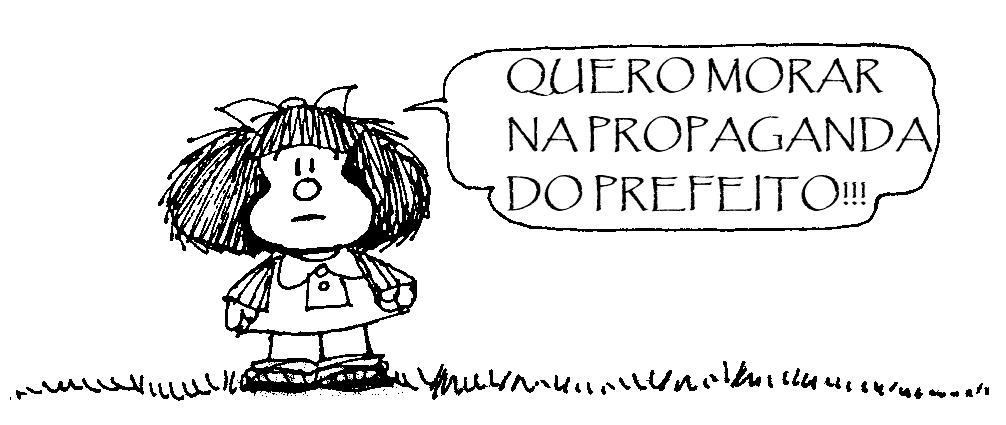 QUERO MORAR
NA PROPAGANDA
DO PREFEITO!!!